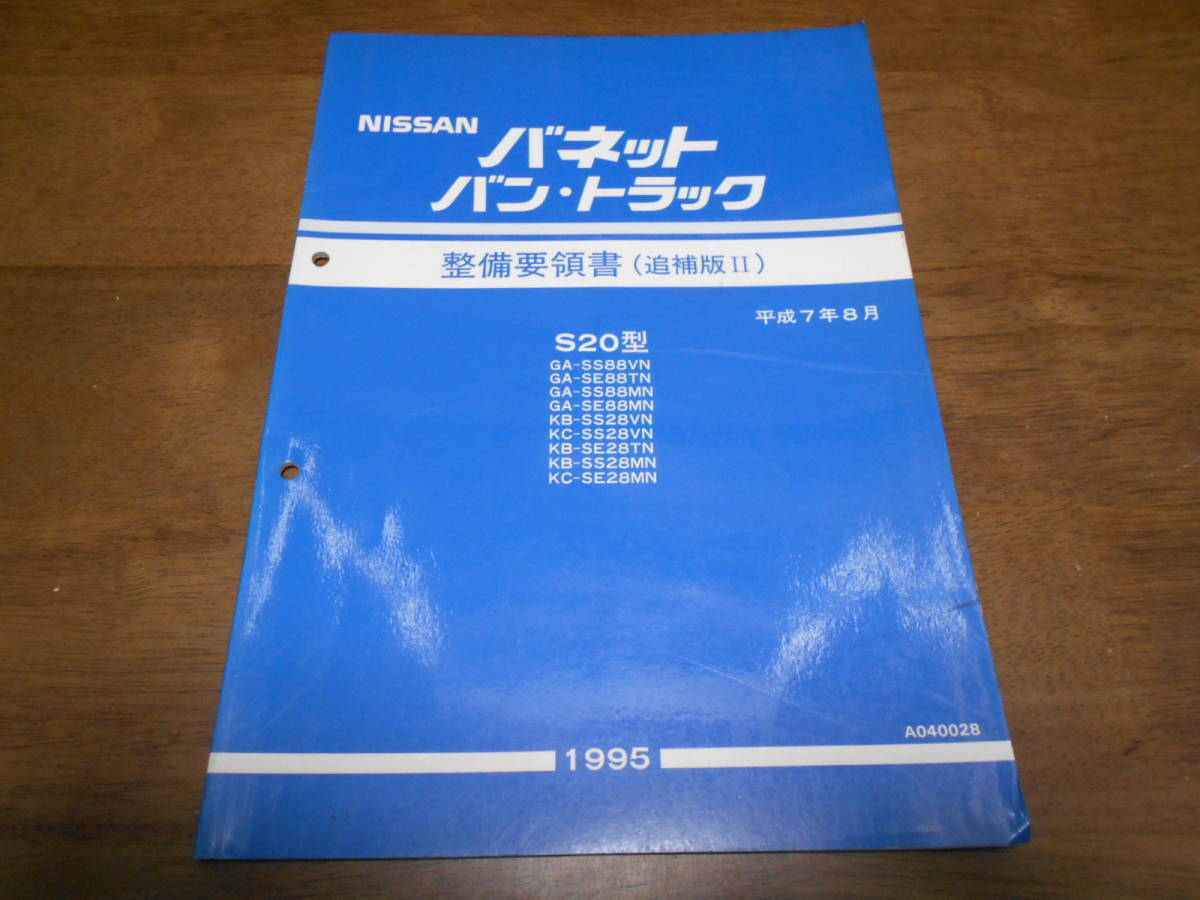 NISSAN バネット
バン・トラック
整備要領書（追補版II）
平成7年8月
S20型
GA-SS88VN
GA-SE88TN
GA-SS88MN
GA-SE88MN
KB-SS28VN
KC-SS28VN
KB-SE28TN
KB-SS28MN
KC-SE28MN
A040028
1995